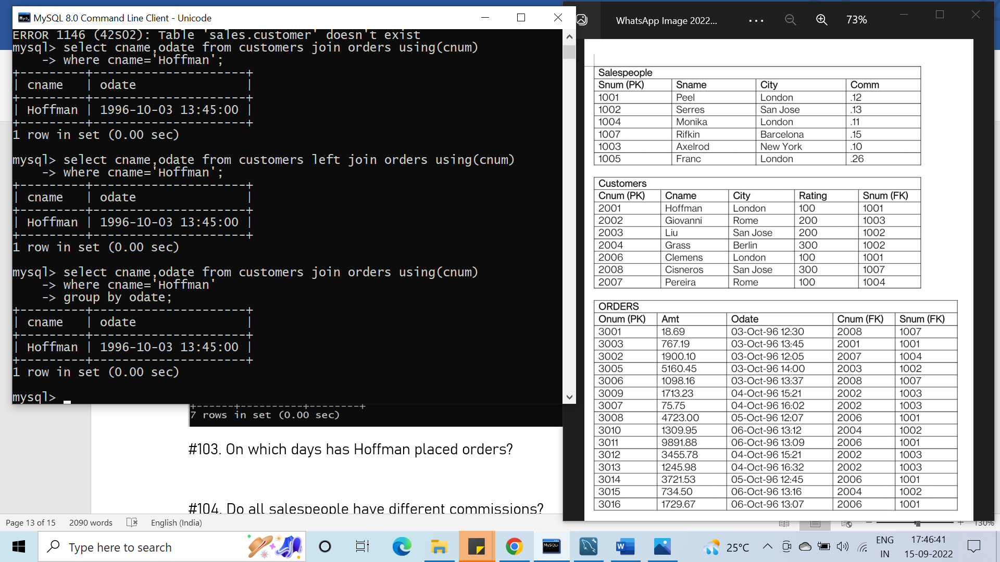 MySQL 8.0 Command Line Client - Unicode
ERROR 1146 (42S02): Table 'sales.customer' doesn't exist
mysql> select cname,odate from customers join orders using(cnum)
-> where cname='Hoffman';
+---------+---------------------+
| cname | odate |
+---------+---------------------+
| Hoffman | 1996-10-03 13:45:00 |
+---------+---------------------+
1 row in set (0.00 sec)
mysql> select cname,odate from customers left join orders using(cnum)
-> where cname='Hoffman';
+---------+---------------------+
| cname | odate |
+---------+---------------------+
| Hoffman | 1996-10-03 13:45:00 |
+---------+---------------------+
1 row in set (0.00 sec)
mysql> select cname,odate from customers join orders using(cnum)
-> where cname='Hoffman'
-> group by odate;
+---------+---------------------+
| cname | odate |
+---------+---------------------+
| Hoffman | 1996-10-03 13:45:00 |
+---------+---------------------+
1 row in set (0.00 sec)
mysql>
7 rows in set (0.00 sec)
#103. On which days has Hoffman placed orders?
#104. Do all salespeople have different commissions?
WhatsApp Image 2022... ... 73%
Salespeople
Snum (PK) Sname City Comm
1001 Peel London .12
1002 Serres San Jose .13
1004 Monika London .11
1007 Rifkin Barcelona .15
1003 Axelrod New York .10
1005 Franc London .26
Customers
Cnum (PK) Cname City Rating Snum (FK)
2001 Hoffman London 100 1001
2002 Giovanni Rome 200 1003
2003 Liu San Jose 200 1002
2004 Grass Berlin 300 1002
2006 Clemens London 100 1001
2008 Cisneros San Jose 300 1007
2007 Pereira Rome 100 1004
ORDERS
Onum (PK) Amt Odate Cnum (FK) Snum (FK)
3001 18.69 03-Oct-96 12:30 2008 1007
3003 767.19 03-Oct-96 13:45 2001 1001
3002 1900.10 03-Oct-96 12:05 2007 1004
3005 5160.45 03-Oct-96 14:00 2003 1002
3006 1098.16 03-Oct-96 13:37 2008 1007
3009 1713.23 04-Oct-96 15:21 2002 1003
3007 75.75 04-Oct-96 16:02 2002 1003
3008 4723.00 05-Oct-96 12:07 2006 1001
3010 1309.95 06-Oct-96 13:12 2004 1002
3011 9891.88 06-Oct-96 13:09 2006 1001
3012 3455.78 04-Oct-96 15:21 2002 1003
3013 1245.98 04-Oct-96 16:32 2002 1003
3014 3721.53 05-Oct-96 12:45 2006 1001
3015 734.50 06-Oct-96 13:16 2004 1002
3016 1729.67 06-Oct-96 13:07 2006 1001
Page 13 of 15 2090 words English (India) 130%
Type here to search
MySQL>
W
25°C
ENG
IN
17:46:41
15-09-2022